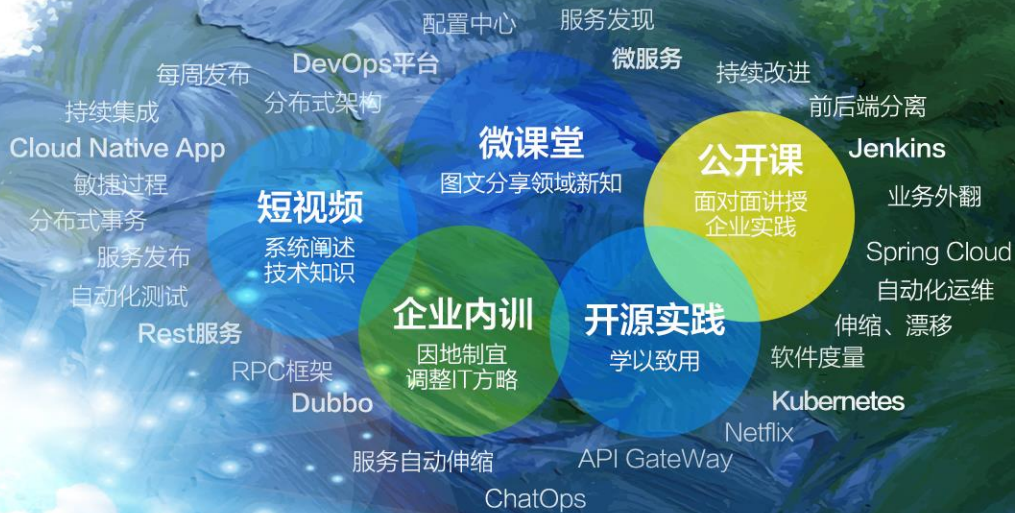 配置中心
服务发现
DevOps平台
微服务
每周发布
持续改进
分布式架构
持续集成
前后端分离
Cloud Native App
微课堂
图文分享领域新知
公开课
面对面讲授
企业实践
Jenkins
敏捷过程
短视频
系统阐述
技术知识
业务外翻
分布式事务
服务发布
Spring Cloud
自动化测试
自动化运维
Rest服务
企业内训
因地制宜
调整IT方略
开源实践
学以致用
伸缩、漂移
RPC框架
软件度量
Dubbo
Kubernetes
Netflix
服务自动伸缩
API GateWay
ChatOps